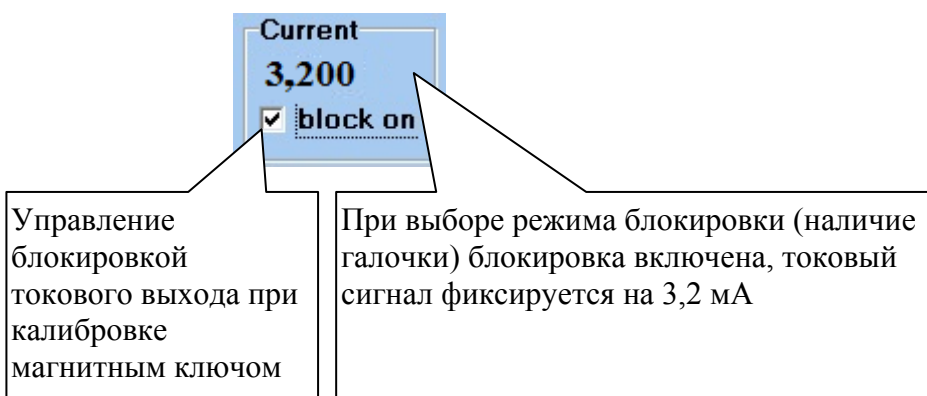 Current
3,200
block on
Управление
блокировкой
токового выхода при
калибровке
магнитным ключом
При выборе режима блокировки (наличие
галочки) блокировка включена, токовый
сигнал фиксируется на 3,2 мА